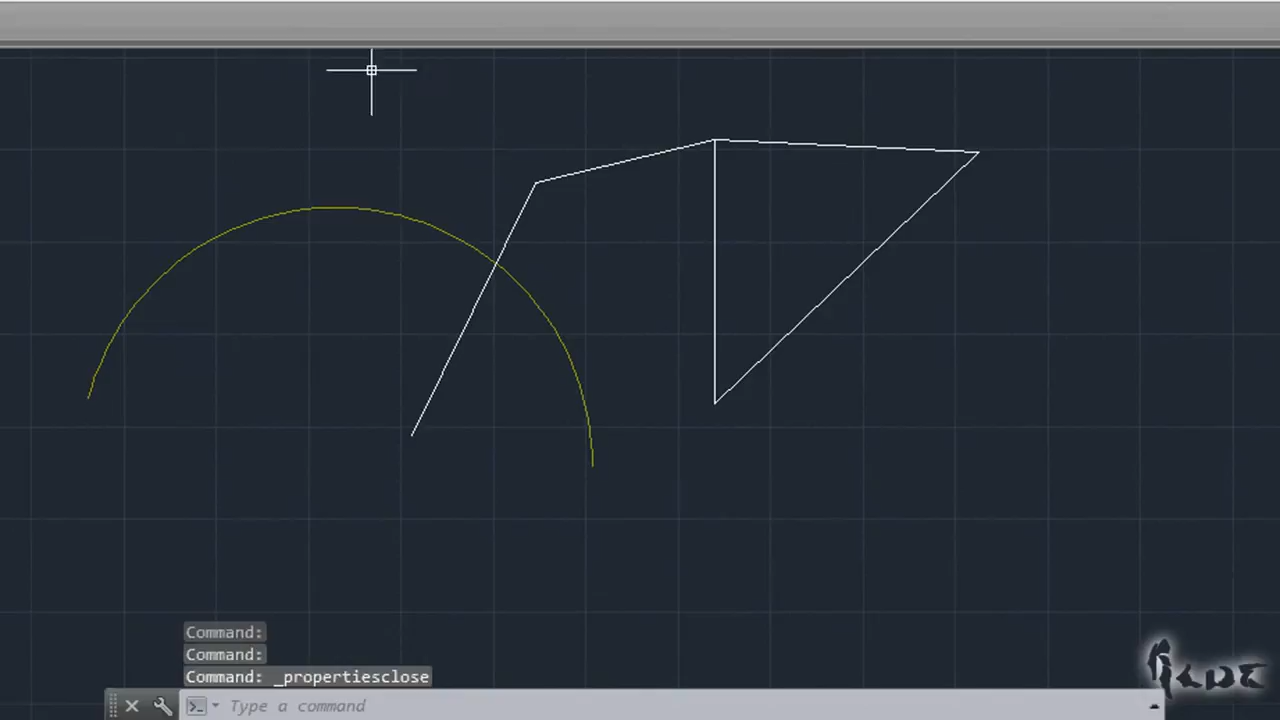 Command:
Command:
Command: _propertiesclose
Type a command